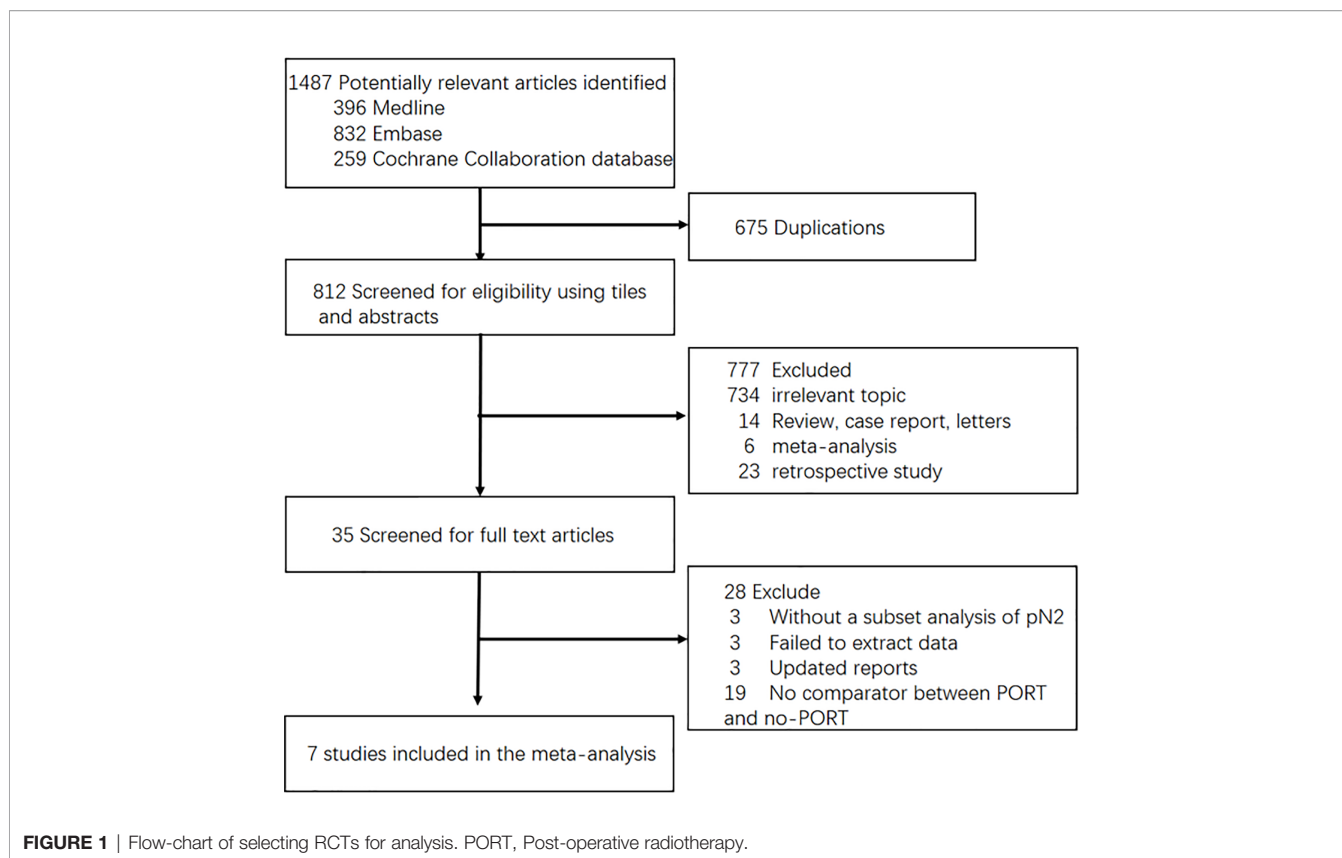 1487 Potentially relevant articles identified
396 Medline
832 Embase
259 Cochrane Collaboration database
675 Duplications
812 Screened for eligibility using tiles
and abstracts
777 Excluded
734 irrelevant topic
14 Review, case report, letters
6 meta-analysis
23 retrospective study
35 Screened for full text articles
28 Exclude
3 Without a subset analysis of pN2
3 Failed to extract data
3 Updated reports
19 No comparator between PORT
and no-PORT
7 studies included in the meta-analysis
FIGURE 1 | Flow-chart of selecting RCTs for analysis. PORT, Post-operative radiotherapy.